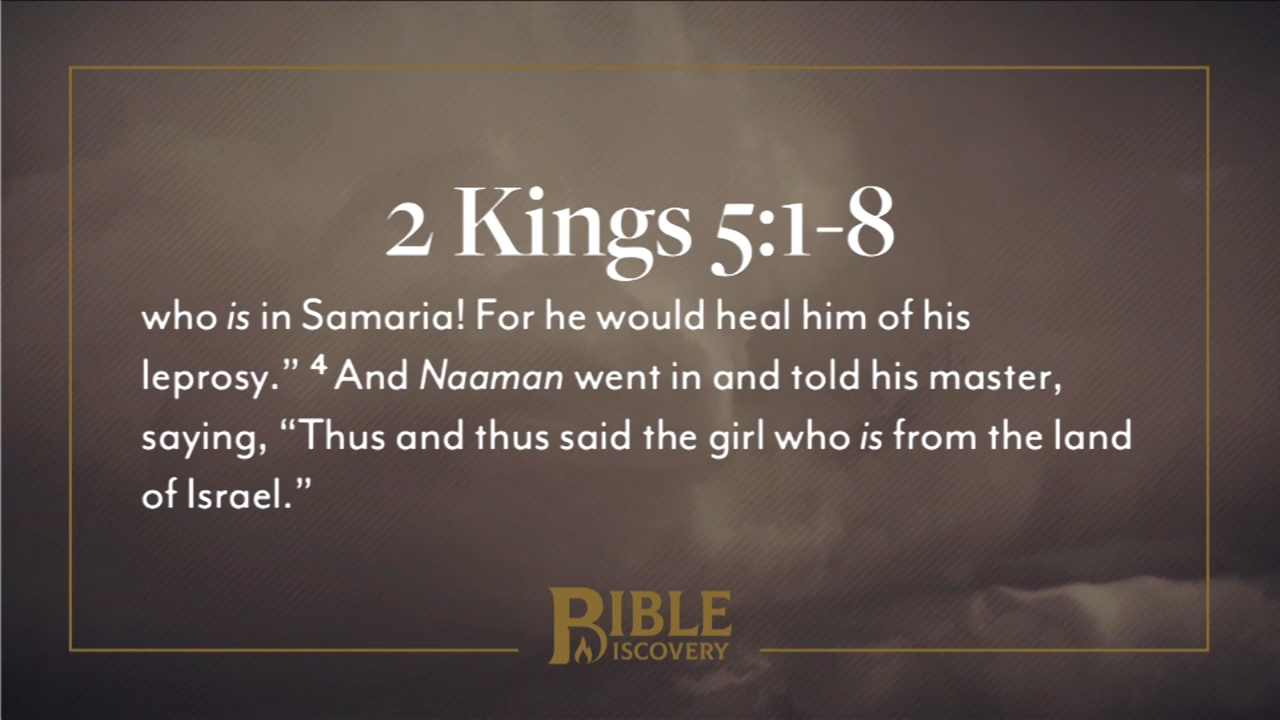 2 Kings 5:1-8
who is in Samaria! For he would heal him of his
leprosy.” ⁴ And Naaman went in and told his master,
saying, “Thus and thus said the girl who is from the land
of Israel.”
BIBLE
DISCOVERY